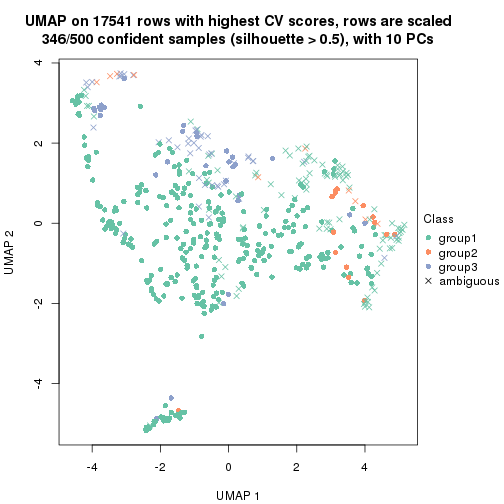 UMAP on 17541 rows with highest CV scores, rows are scaled
346/500 confident samples (silhouette > 0.5), with 10 PCs
4
2
0
-2
-4
UMAP 2
-4
-2
0
2
4
UMAP 1
Class
group1
group2
group3
ambiguous